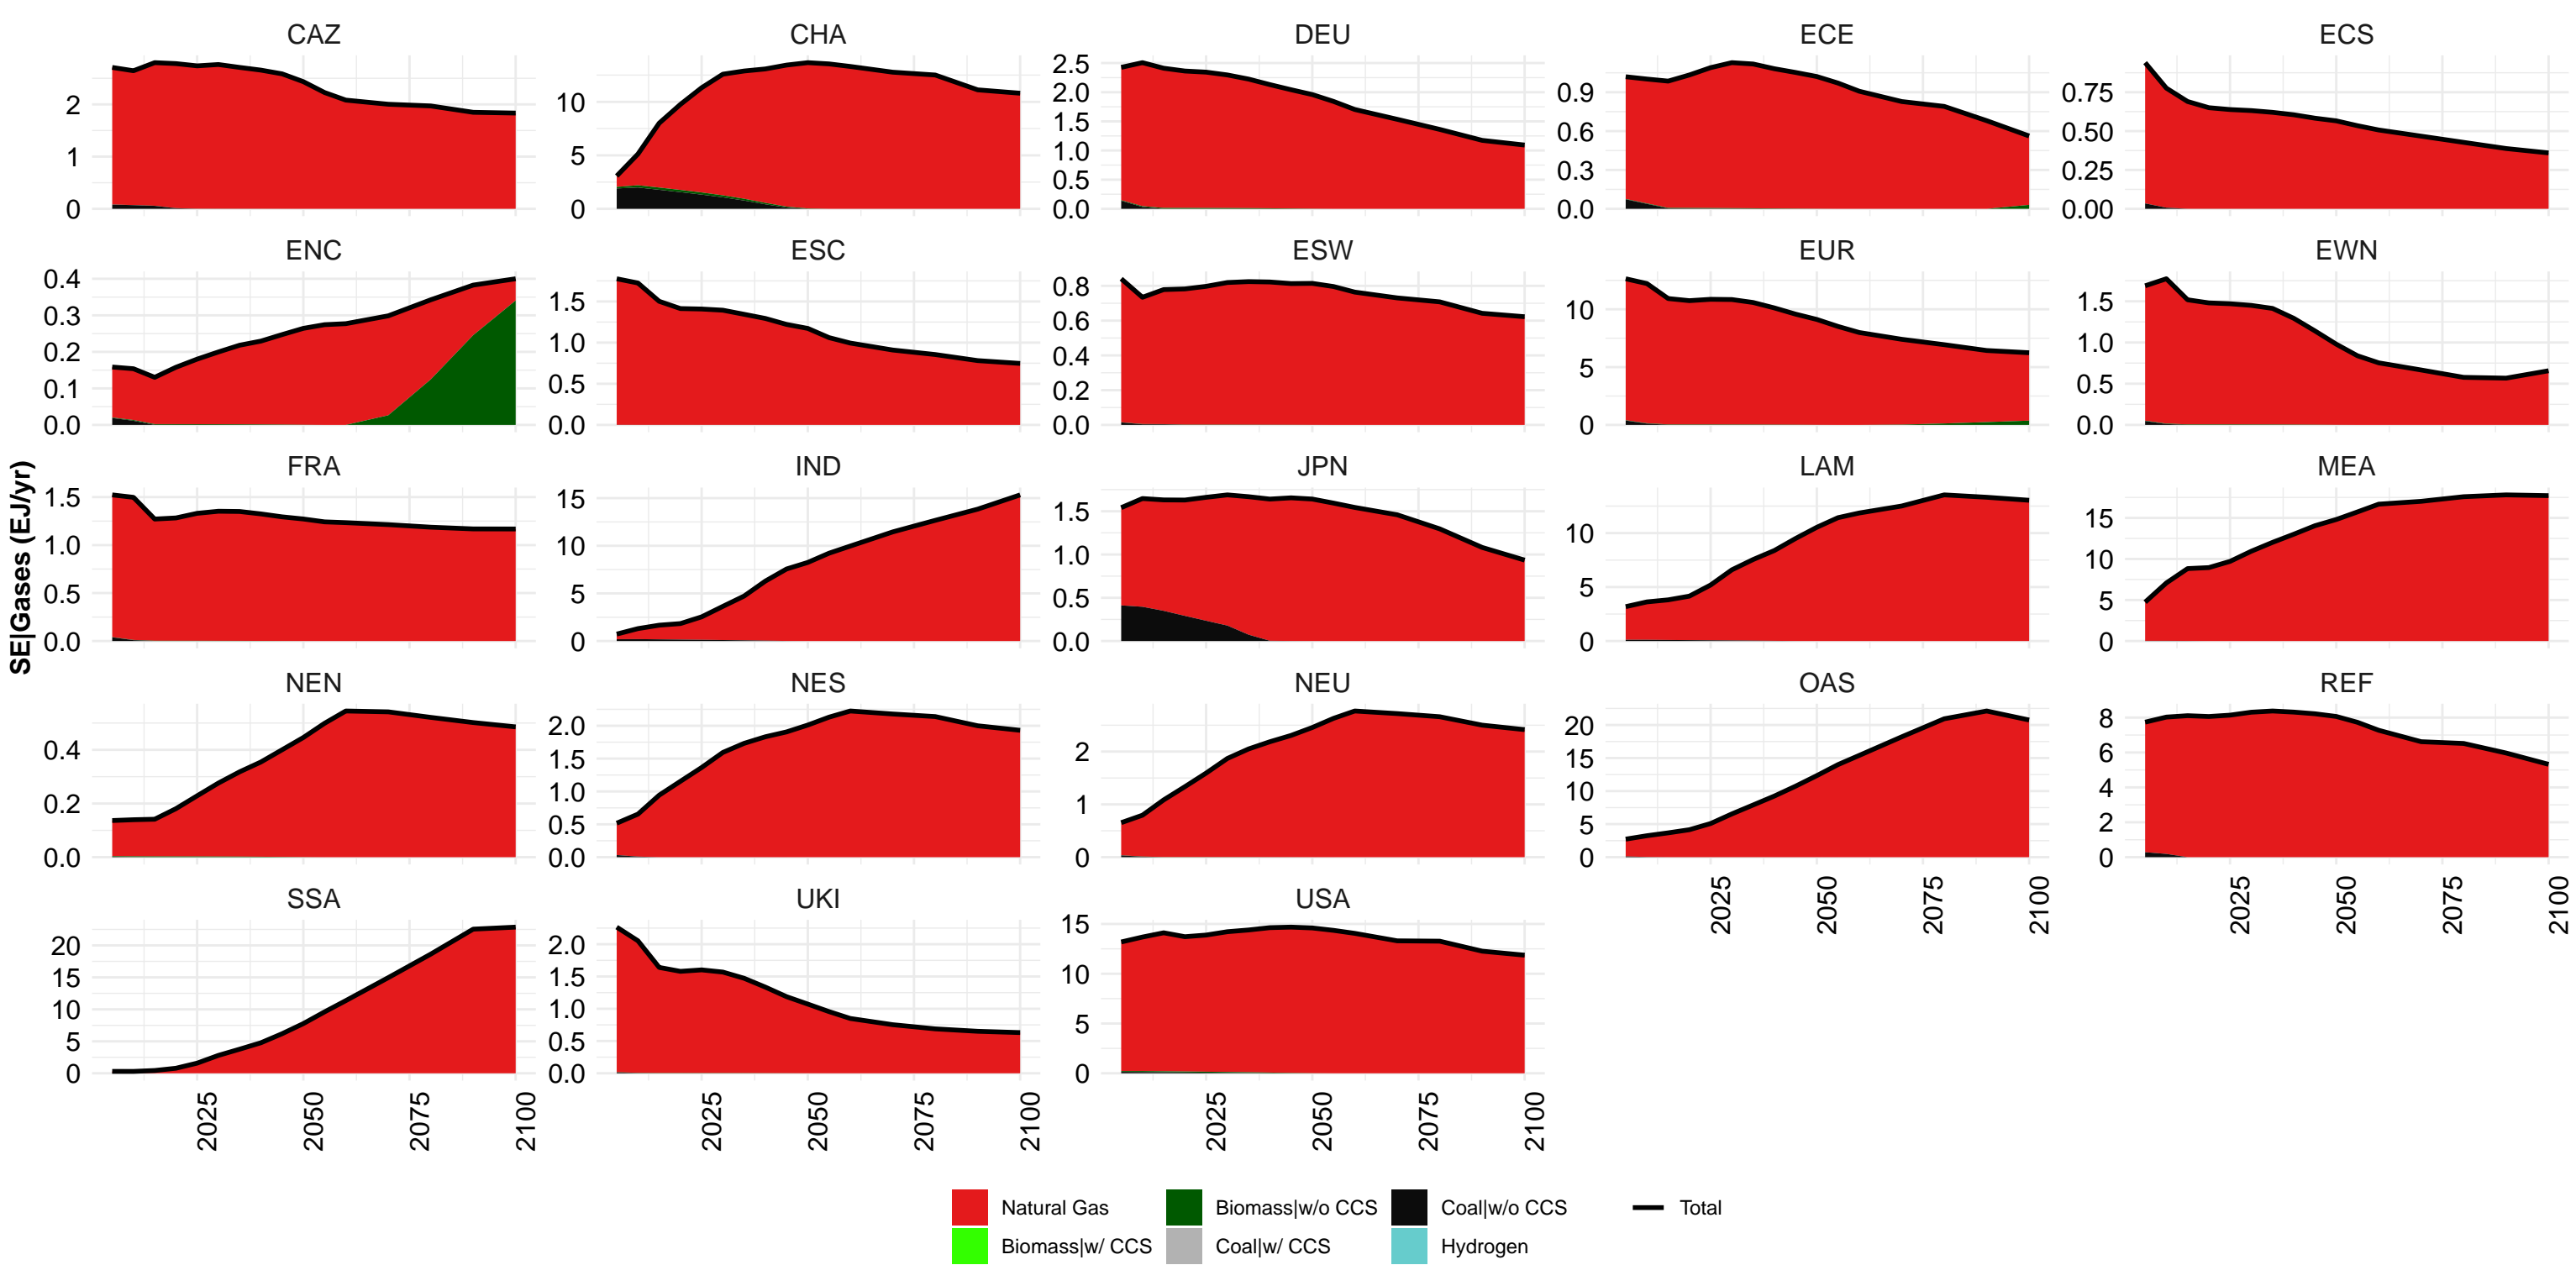 CAZ CHA DEU ECE ECS
2 1 0
10 5 0
2.5 2.0 1.5 1.0 0.5 0.0
0.9 0.6 0.3 0.0
0.75 0.50 0.25 0.00
ENC ESC ESW EUR EWN
0.4 0.3 0.2 0.1 0.0
1.5 1.0 0.5 0.0
0.8 0.6 0.4 0.2 0.0
10 5 0
1.5 1.0 0.5 0.0
SE|Gases (EJ/yr)
FRA IND JPN LAM MEA
1.5 1.0 0.5 0.0
15 10 5 0
1.5 1.0 0.5 0.0
10 5 0
15 10 5 0
NEN NES NEU OAS REF
0.4 0.2 0.0
2.0 1.5 1.0 0.5 0.0
2 1 0
20 15 10 5 0
8 6 4 2 0
2025 2050 2075 2100
2025 2050 2075 2100
SSA UKI USA
20 15 10 5 0
2.0 1.5 1.0 0.5 0.0
15 10 5 0
2025 2050 2075 2100
2025 2050 2075 2100
2025 2050 2075 2100
Natural Gas Biomass|w/o CCS Coal|w/o CCS Total
Biomass|w/ CCS Coal|w/ CCS Hydrogen